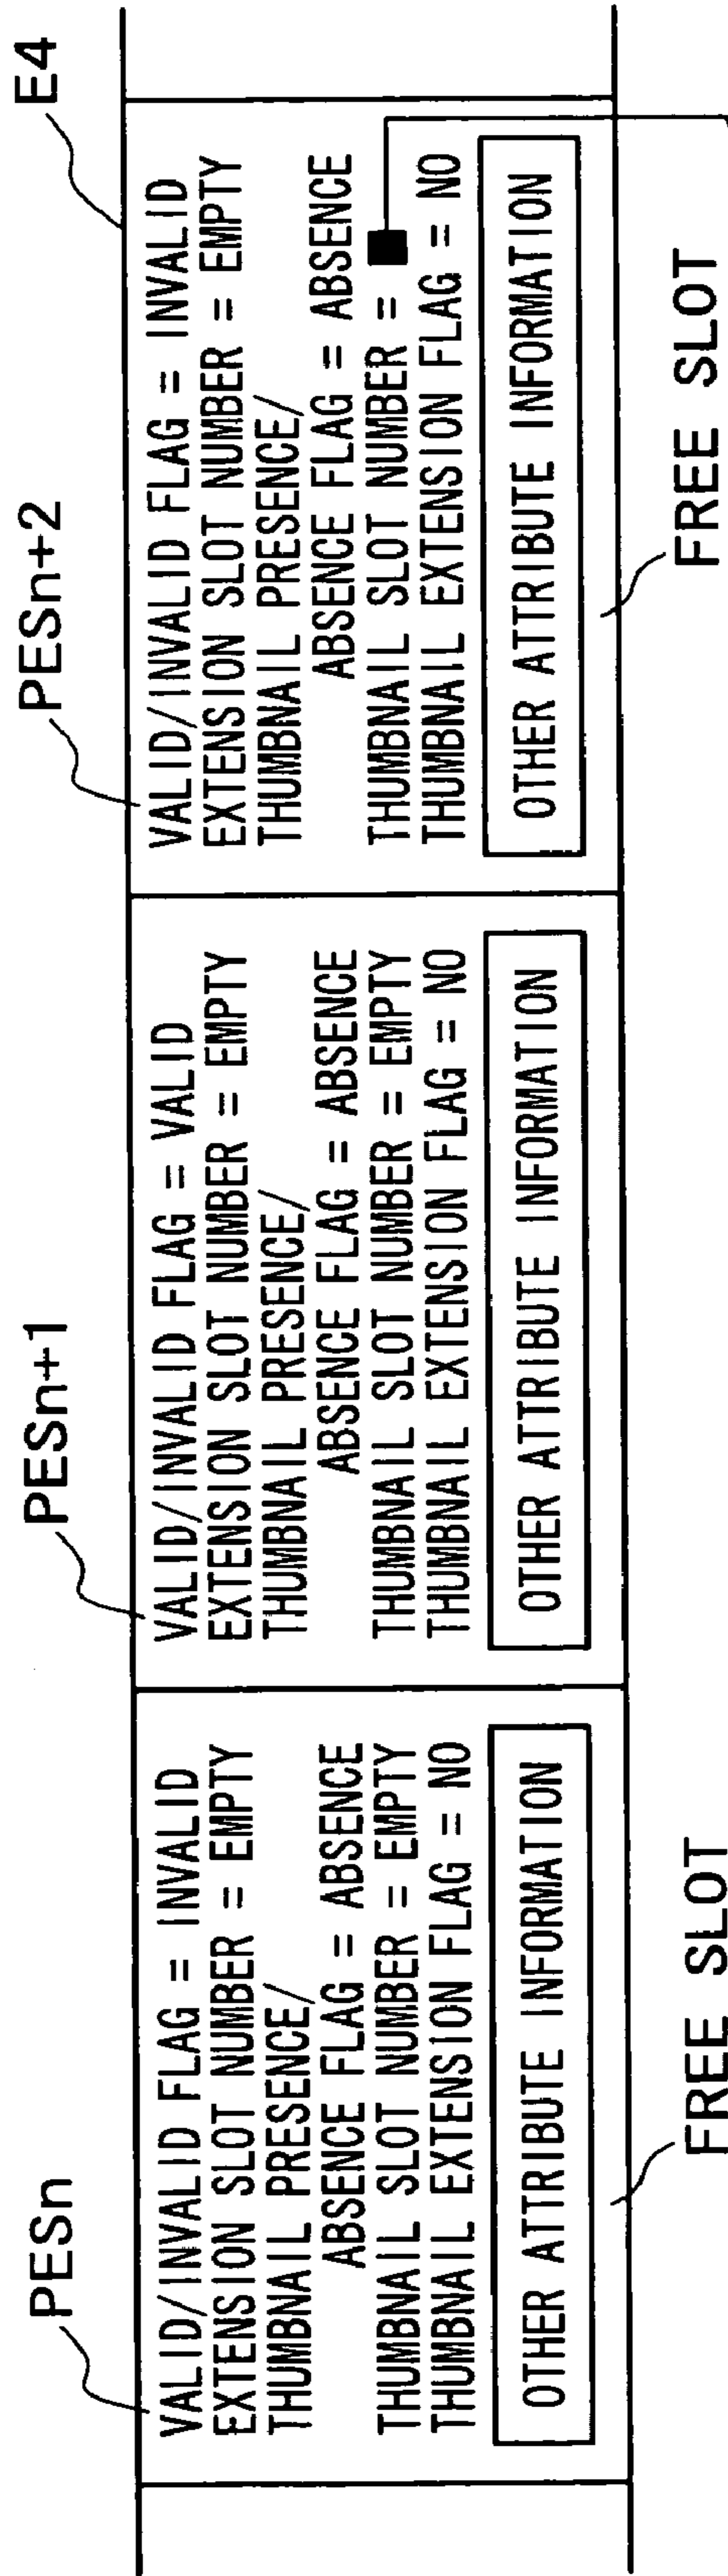 PESn
VALID/INVALID FLAG = INVALID
EXTENSION SLOT NUMBER = EMPTY
THUMBNAIL PRESENCE/
ABSENCE FLAG = ABSENCE
THUMBNAIL SLOT NUMBER = EMPTY
THUMBNAIL EXTENSION FLAG = NO
OTHER ATTRIBUTE INFORMATION
FREE SLOT
PESn+1
VALID/INVALID FLAG = VALID
EXTENSION SLOT NUMBER = EMPTY
THUMBNAIL PRESENCE/
ABSENCE FLAG = ABSENCE
THUMBNAIL SLOT NUMBER = EMPTY
THUMBNAIL EXTENSION FLAG = NO
OTHER ATTRIBUTE INFORMATION
PESn+2
E4
VALID/INVALID FLAG = INVALID
EXTENSION SLOT NUMBER = EMPTY
THUMBNAIL PRESENCE/
ABSENCE FLAG = ABSENCE
THUMBNAIL SLOT NUMBER = ■
THUMBNAIL EXTENSION FLAG = NO
OTHER ATTRIBUTE INFORMATION
FREE SLOT